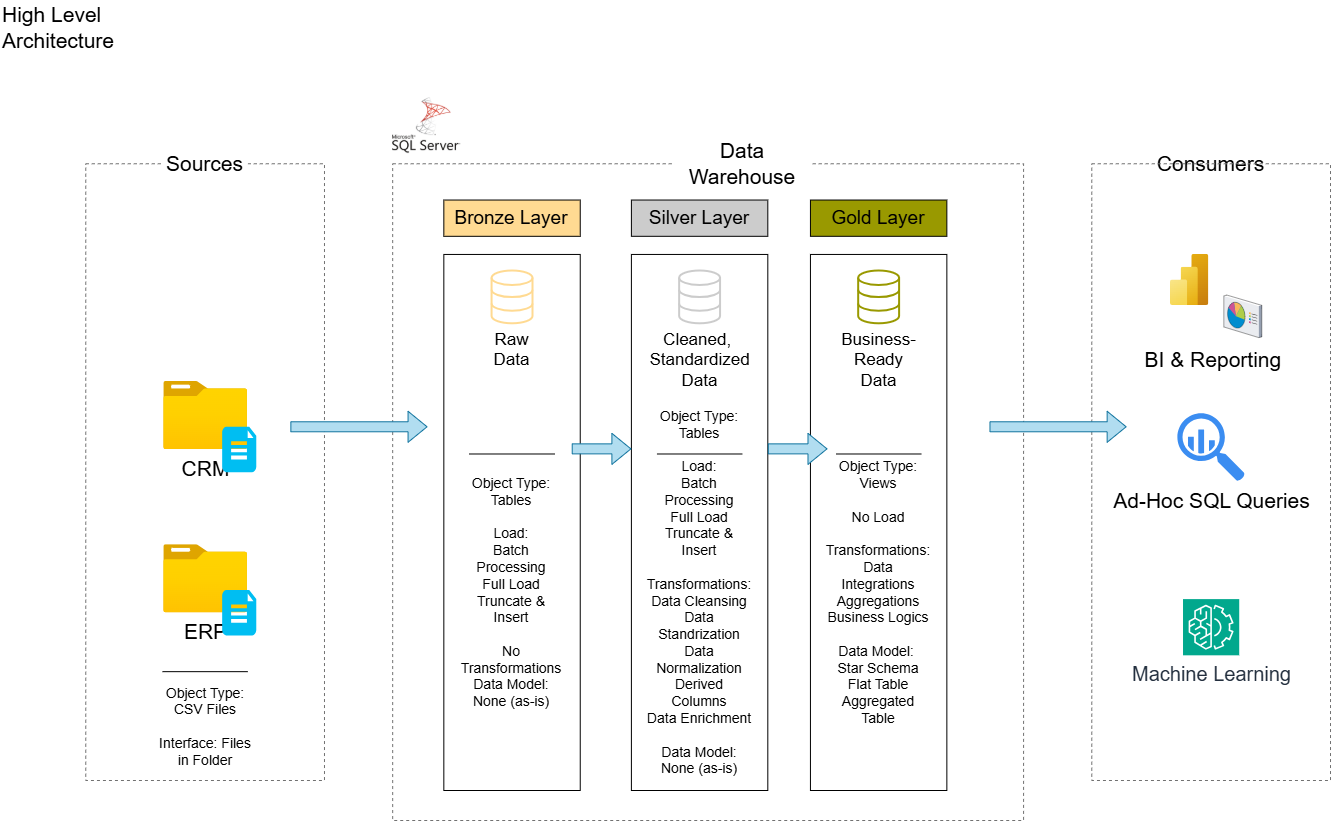 High Level
Architecture
Microsoft®
SQL Server
Sources
Data
Warehouse
Consumers
Bronze Layer
Silver Layer
Gold Layer
Raw
Data
Object Type:
Tables
Load:
Batch
Processing
Full Load
Truncate &
Insert
No
Transformations
Data Model:
None (as-is)
Cleaned,
Standardized
Data
Object Type:
Tables
Load:
Batch
Processing
Full Load
Truncate &
Insert
Transformations:
Data Cleansing
Data
Standrization
Data
Normalization
Derived
Columns
Data Enrichment
Data Model:
None (as-is)
Business-
Ready
Data
Object Type:
Views
No Load
Transformations:
Data
Integrations
Aggregations
Business Logics
Data Model:
Star Schema
Flat Table
Aggregated
Table
CRM
ERP
Object Type:
CSV Files
Interface: Files
in Folder
BI & Reporting
Ad-Hoc SQL Queries
Machine Learning